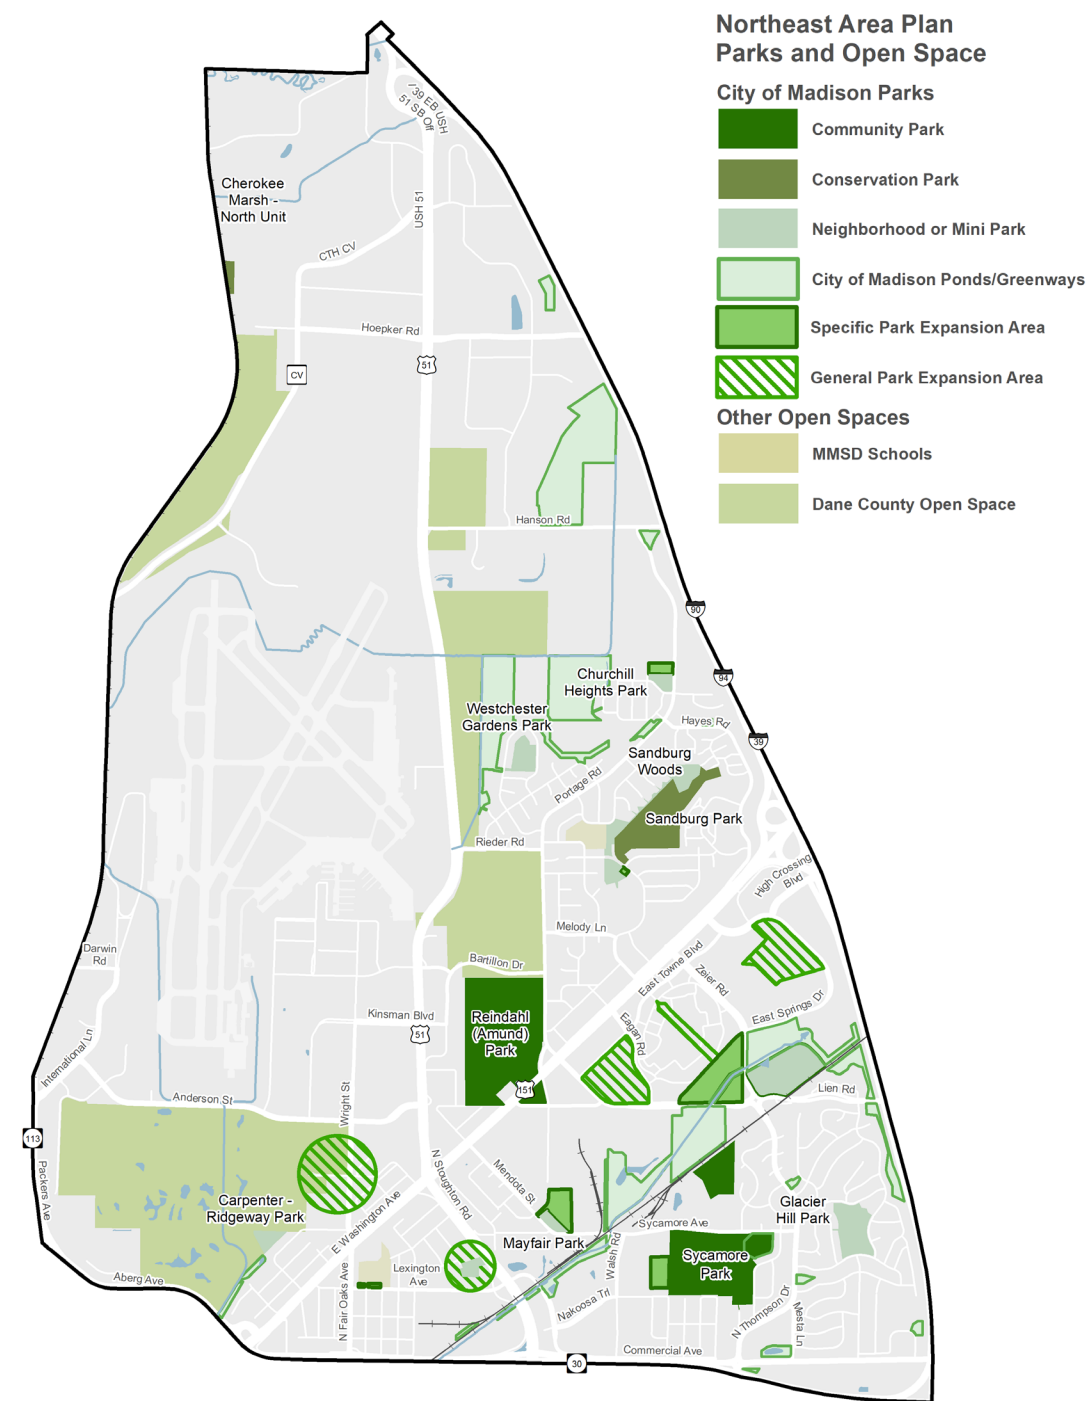 Northeast Area Plan
Parks and Open Space
City of Madison Parks
Community Park
Conservation Park
Neighborhood or Mini Park
City of Madison Ponds/Greenways
Specific Park Expansion Area
General Park Expansion Area
Other Open Spaces
MMSD Schools
Dane County Open Space
39 EB USH
51 SB Off
Cherokee
Marsh -
North Unit
USH 51
CTH CV
Hoepker Rd
51
CV
Hanson Rd
90
94
39
Churchill
Heights Park
Westchester
Gardens Park
Hayes Rd
Sandburg
Woods
Portage Rd
Sandburg Park
Rieder Rd
High Crossing
Blvd
Melody Ln
Darwin
Rd
East Towne Blvd
Bartillon Dr
Zeier Rd
East Springs Dr
Kinsman Blvd
Reindahl
(Amund)
Park
51
Eagan Rd
International Ln
151
Lien Rd
Anderson St
Wright St
113
Packers Ave
N Stoughton Rd
Mendota St
Carpenter -
Ridgeway Park
Glacier
Hill Park
E Washington Ave
Sycamore Ave
Mayfair Park
Walsh Rd
Sycamore
Park
Lexington
Ave
Aberg Ave
N Fair Oaks Ave
Nakoosa Trl
N Thompson Dr
Mesta Ln
Commercial Ave
30